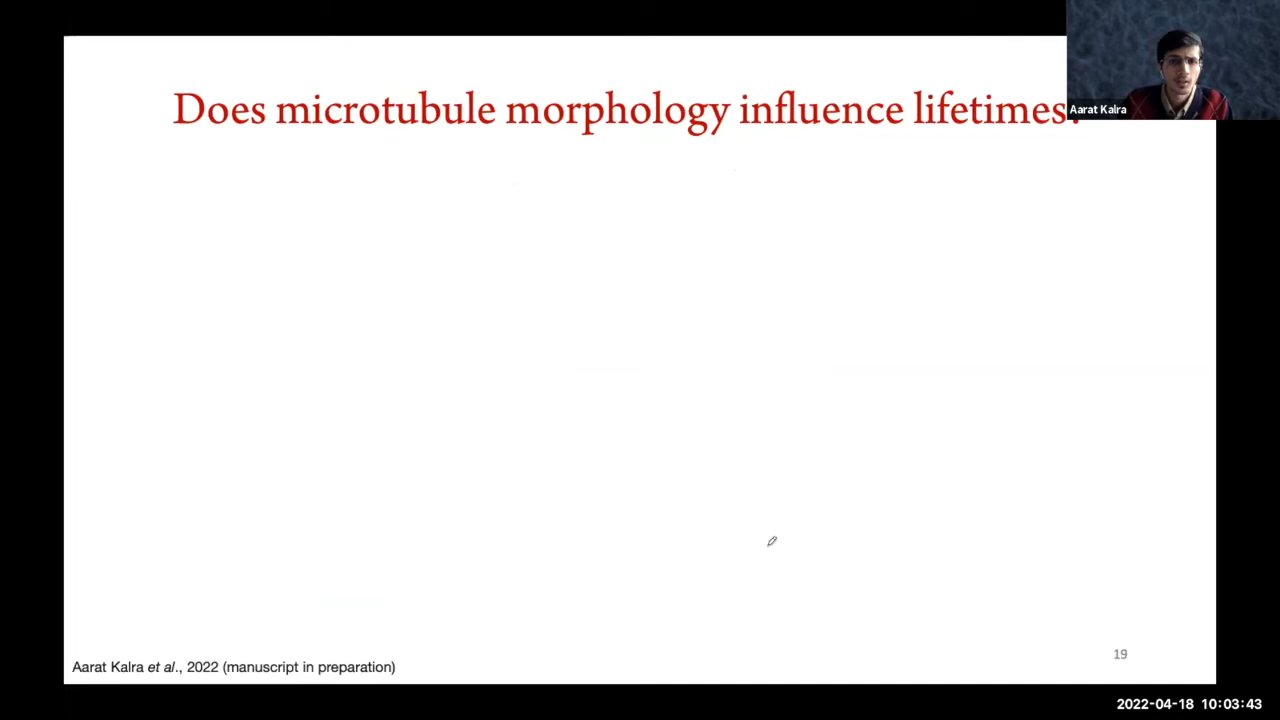 Does microtubule morphology influence lifetimes?
Aarat Kalra
Aarat Kalra et al., 2022 (manuscript in preparation)
19
2022-04-18 10:03:43